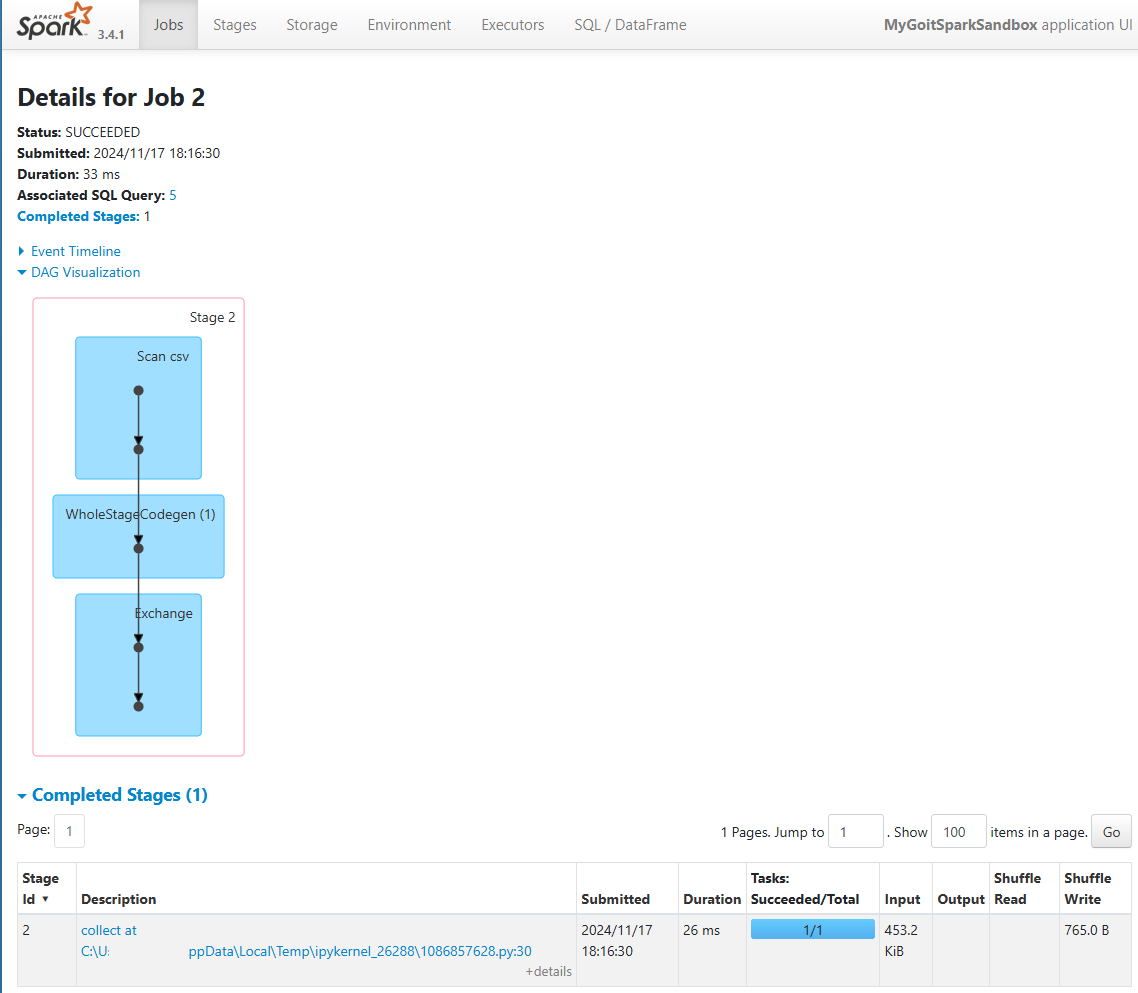 APACHE Spark 3.4.1 Jobs Stages Storage Environment Executors SQL / DataFrame MyGoitSparkSandbox application UI
Details for Job 2
Status: SUCCEEDED
Submitted: 2024/11/17 18:16:30
Duration: 33 ms
Associated SQL Query: 5
Completed Stages: 1
Event Timeline
DAG Visualization
Stage 2
Scan csv
WholeStageCodegen (1)
Exchange
Completed Stages (1)
Page: 1
1 Pages. Jump to 1 . Show 100 items in a page. Go
Stage Id ▾ Description Submitted Duration Tasks: Succeeded/Total Input Output Shuffle Read Shuffle Write
2 collect at 2024/11/17 26 ms 1/1 453.2 765.0 B
C:\U ppData\Local\Temp\ipykernel_26288\1086857628.py:30 18:16:30 KiB
+details